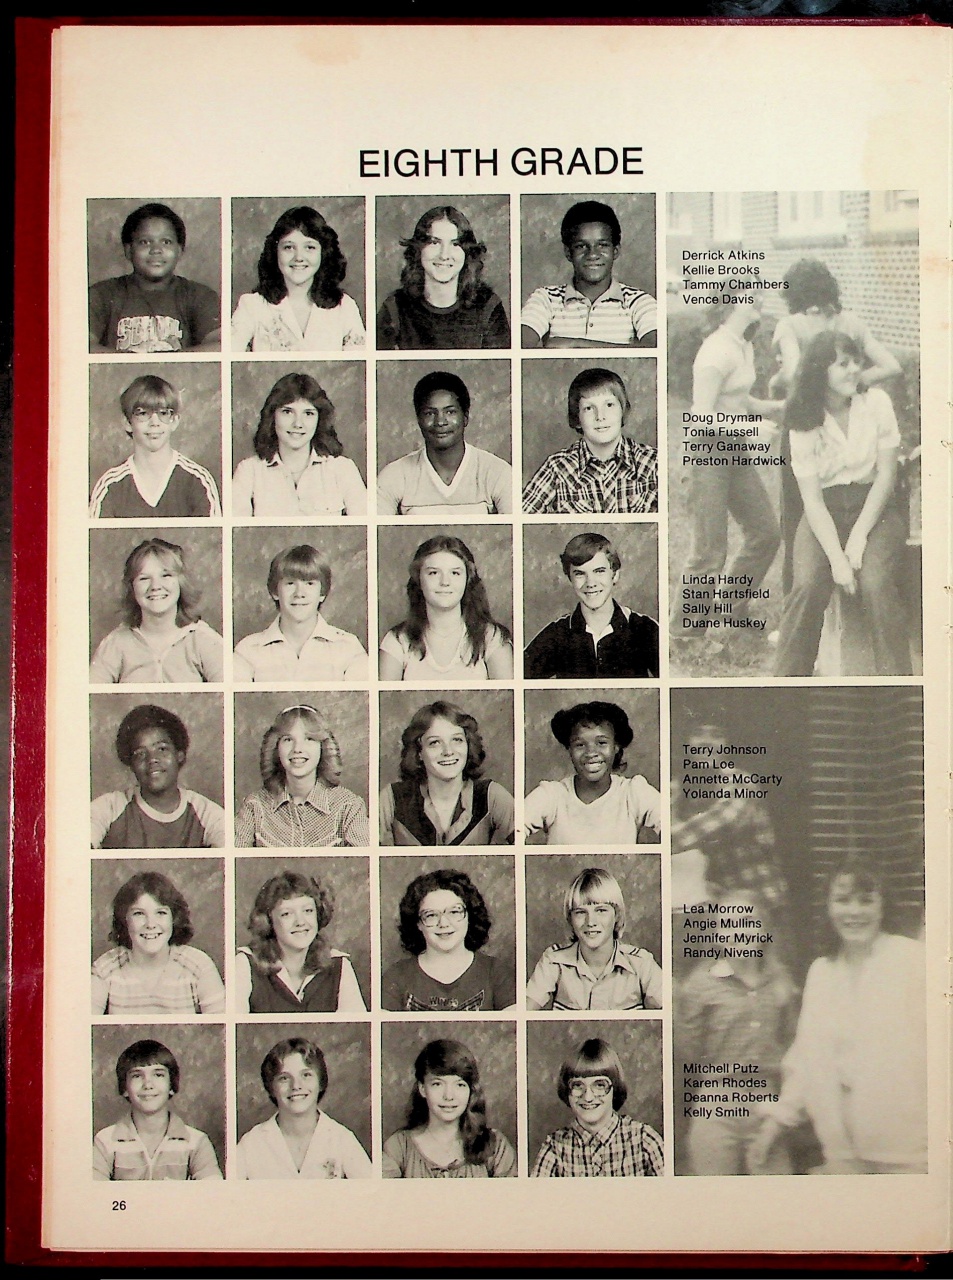 EIGHTH GRADE
Derrick Atkins
Kellie Brooks
Tammy Chambers
Vence Davis
Doug Dryman
Tonia Fussell
Terry Ganaway
Preston Hardwick
Linda Hardy
Stan Hartsfield
Sally Hill
Duane Huskey
Terry Johnson
Pam Loe
Annette McCarty
Yolanda Minor
Lea Morrow
Angie Mullins
Jennifer Myrick
Randy Nivens
Mitchell Putz
Karen Rhodes
Deanna Roberts
Kelly Smith
26